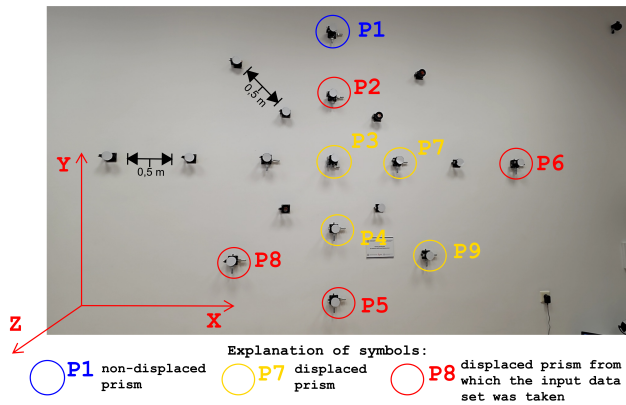 P1
P2
0,5 m
P3
P7
P6
Y
0,5 m
P4
P8
P9
P5
X
Z
Explanation of symbols:
P1 non-displaced prism
P7 displaced prism
P8 displaced prism from which the input data set was taken